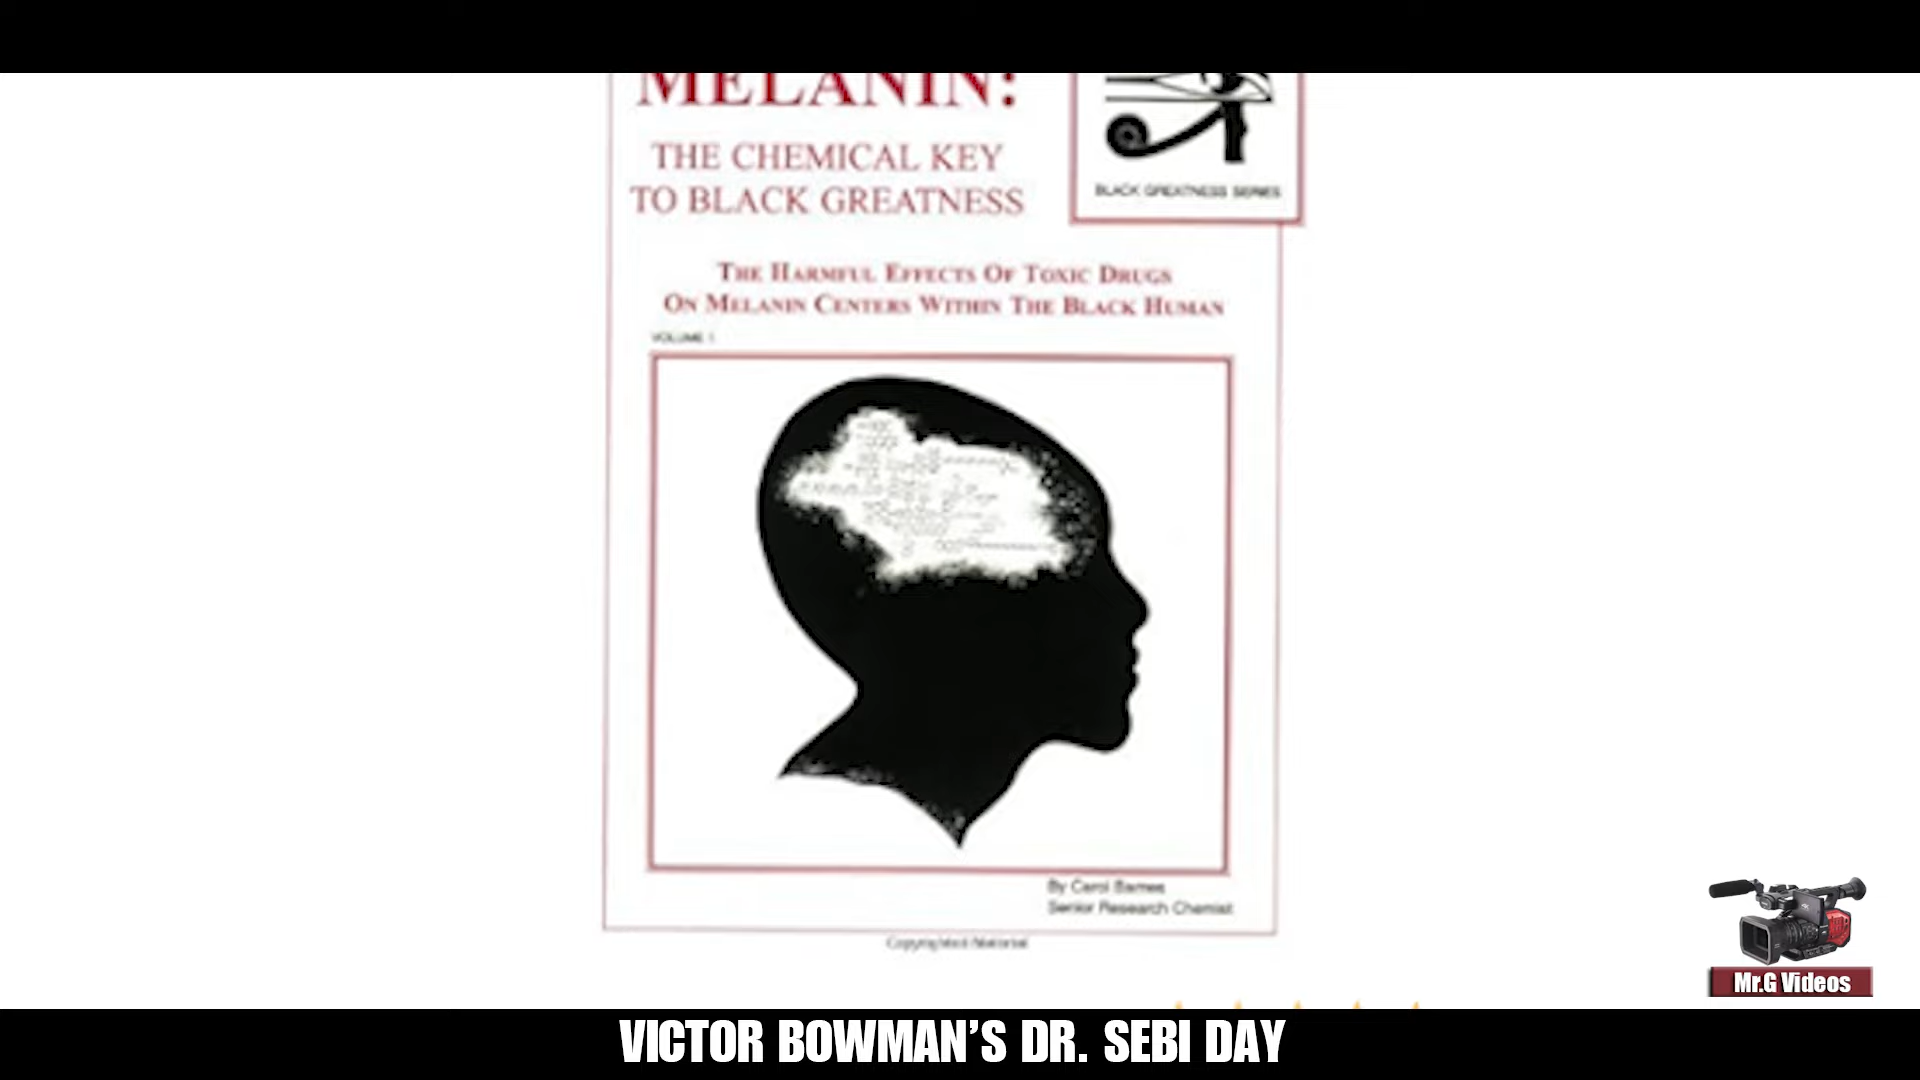 MELANIN:
THE CHEMICAL KEY
TO BLACK GREATNESS
BLACK GREATNESS SERIES
THE HARMFUL EFFECTS OF TOXIC DRUGS
ON MELANIN CENTERS WITHIN THE BLACK HUMAN
VOLUME 1
By Carol Barnes
Senior Research Chemist
Copyrighted Material
Mr.G Videos
VICTOR BOWMAN'S DR. SEBI DAY